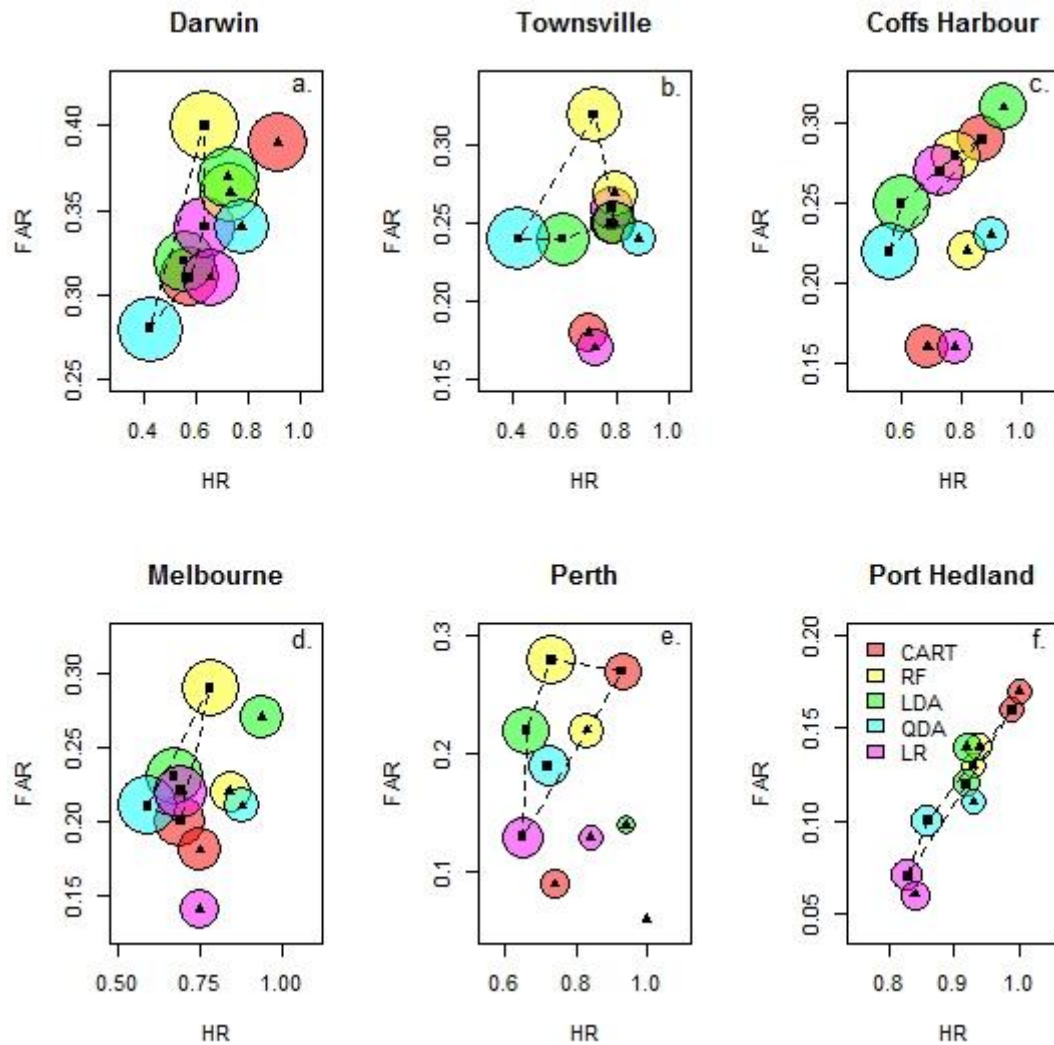 Darwin
a.
0.40
0.35
0.30
0.25
FAR
0.4 0.6 0.8 1.0
HR
Townsville
b.
0.30
0.25
0.20
0.15
FAR
0.4 0.6 0.8 1.0
HR
Coffs Harbour
c.
0.30
0.25
0.20
0.15
FAR
0.6 0.8 1.0
HR
Melbourne
d.
0.30
0.25
0.20
0.15
FAR
0.50 0.75 1.00
HR
Perth
e.
0.3
0.2
0.1
FAR
0.6 0.8 1.0
HR
Port Hedland
f.
CART
RF
LDA
QDA
LR
0.20
0.15
0.10
0.05
FAR
0.8 0.9 1.0
HR